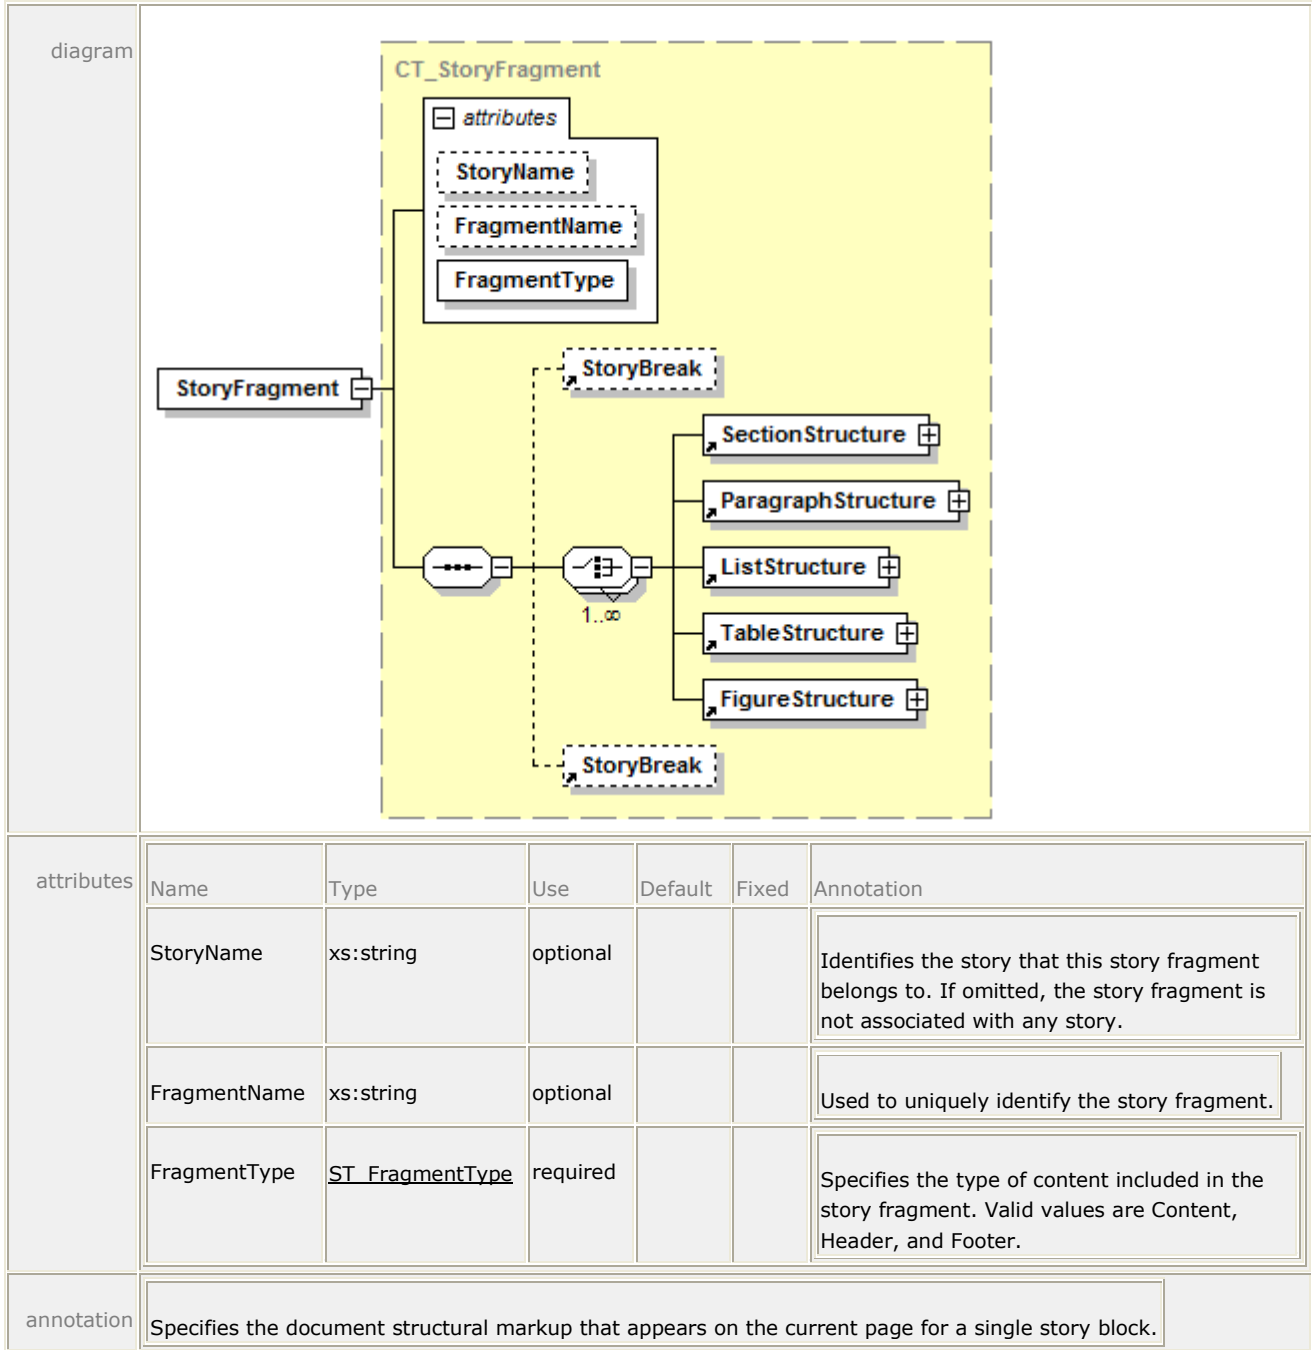 diagram
CT_StoryFragment
attributes
StoryName
FragmentName
FragmentType
StoryBreak
StoryFragment
SectionStructure
ParagraphStructure
ListStructure
1..∞
TableStructure
FigureStructure
StoryBreak
attributes
Name Type Use Default Fixed Annotation
StoryName xs:string optional
Identifies the story that this story fragment
belongs to. If omitted, the story fragment is
not associated with any story.
FragmentName xs:string optional
Used to uniquely identify the story fragment.
FragmentType ST_FragmentType required
Specifies the type of content included in the
story fragment. Valid values are Content,
Header, and Footer.
annotation
Specifies the document structural markup that appears on the current page for a single story block.